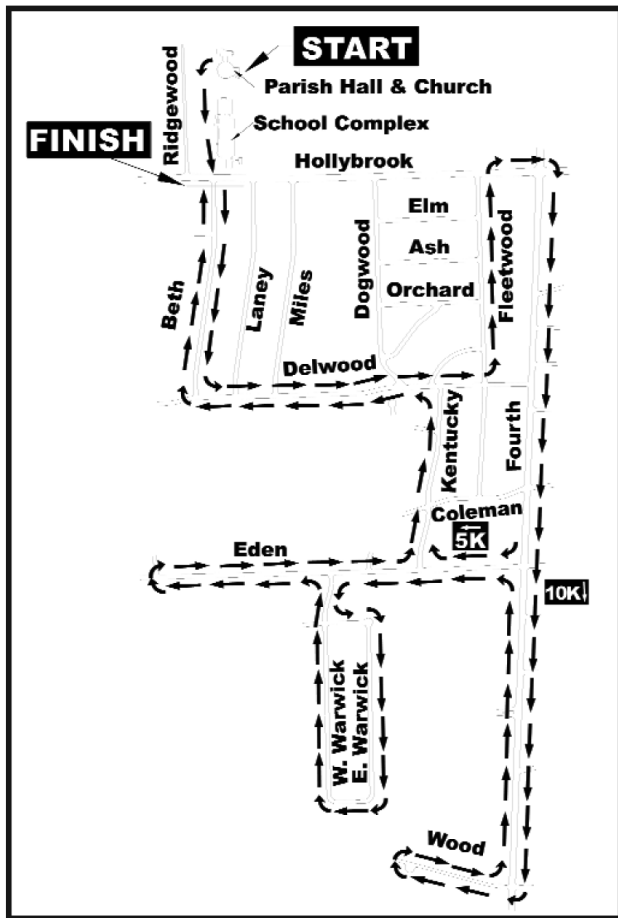 START
Parish Hall & Church
School Complex
Ridgewood
FINISH
Hollybrook
Elm
Ash
Orchard
Dogwood
Fleetwood
Beth
Laney
Miles
Delwood
Kentucky
Fourth
Coleman
5K
Eden
10K
W. Warwick
E. Warwick
Wood